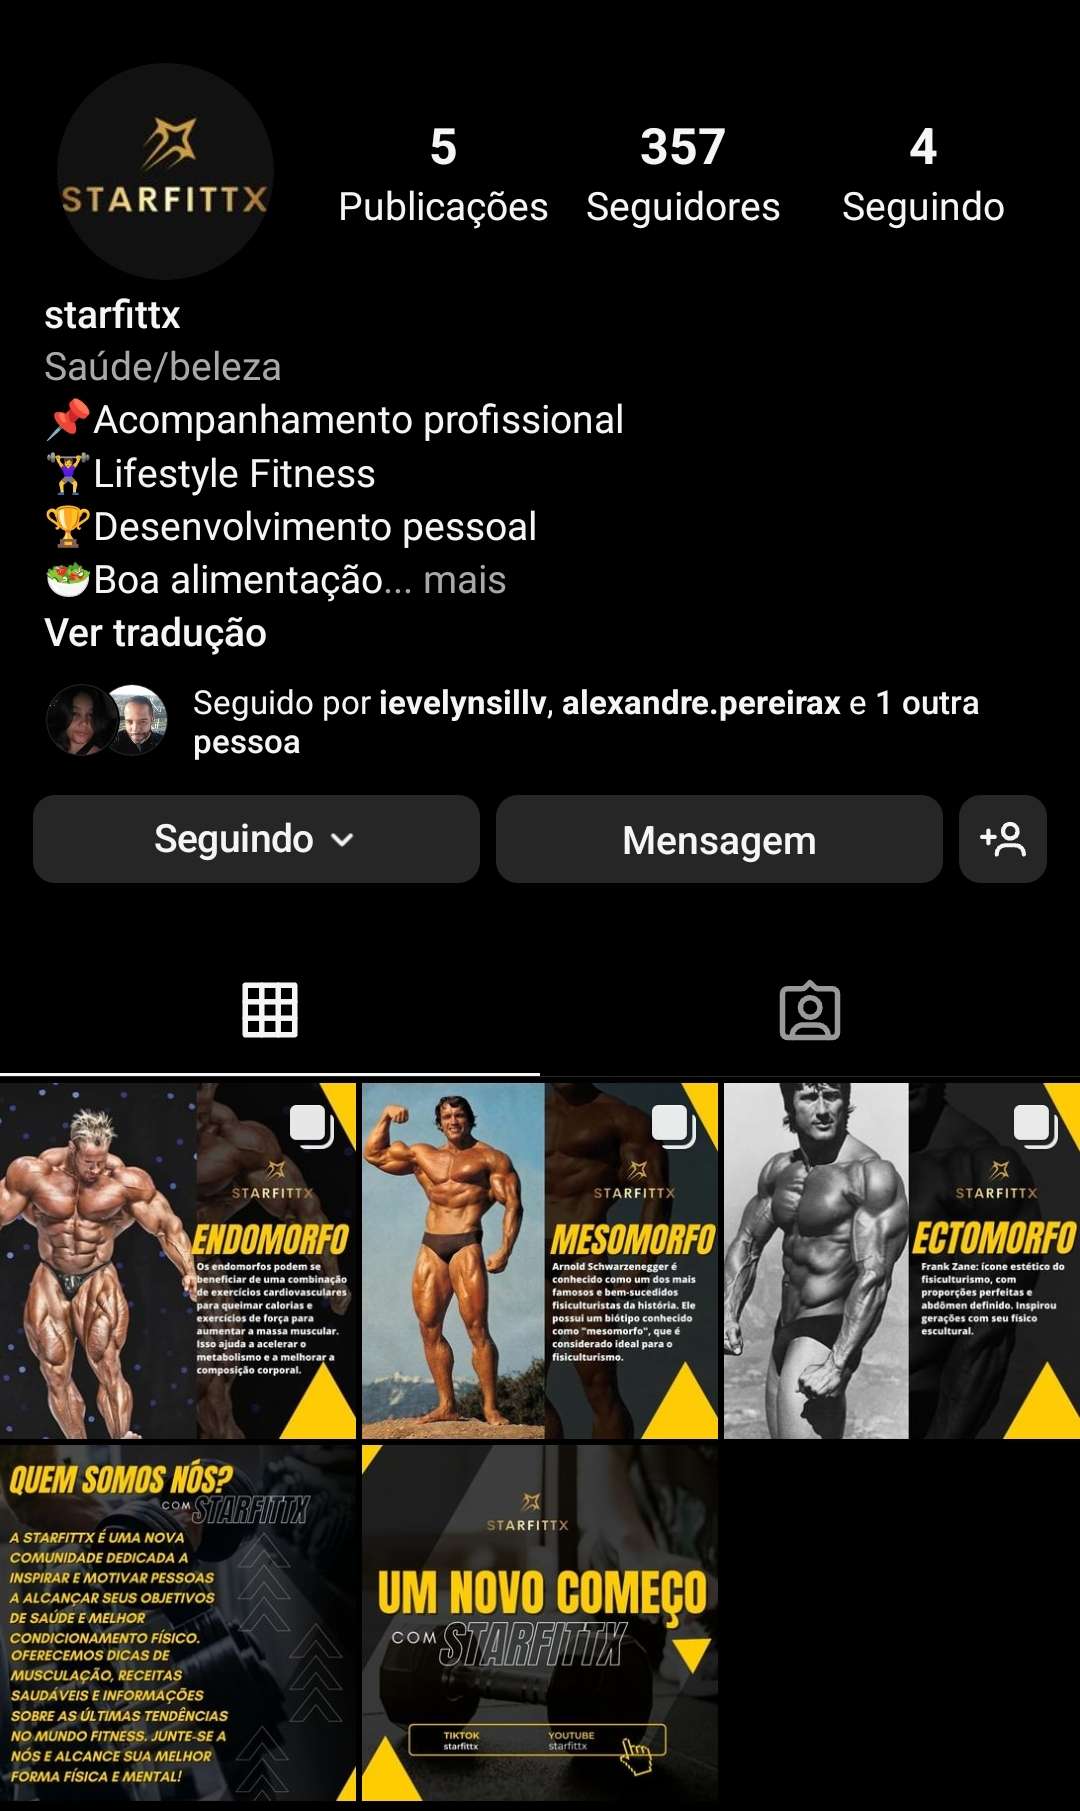 STARFITTX
5
Publicações
357
Seguidores
4
Seguindo
starfittx
Saúde/beleza
📌Acompanhamento profissional
🏋️‍♀️Lifestyle Fitness
🏆Desenvolvimento pessoal
🥗Boa alimentação... mais
Ver tradução
Seguido por ievelynsillv, alexandre.pereirax e 1 outra
pessoa
Seguindo
Mensagem
STARFITTX
ENDOMORFO
Os endomorfos podem se
beneficiar de uma combinação
de exercícios cardiovasculares
para queimar calorias e
exercícios de força para
aumentar a massa muscular.
Isso ajuda a acelerar o
metabolismo e a melhorar a
composição corporal.
STARFITTX
MESOMORFO
Arnold Schwarzenegger é
conhecido como um dos mais
famosos e bem-sucedidos
fisiculturistas da história. Ele
possui um biótipo conhecido
como "mesomorfo", que é
considerado ideal para o
fisiculturismo.
STARFITTX
ECTOMORFO
Frank Zane: ícone estético do
fisiculturismo, com
proporções perfeitas e
abdômen definido. Inspirou
gerações com seu físico
escultural.
QUEM SOMOS NÓS?
COM STARFITTX
A STARFITTX É UMA NOVA
COMUNIDADE DEDICADA A
INSPIRAR E MOTIVAR PESSOAS
A ALCANÇAR SEUS OBJETIVOS
DE SAÚDE E MELHOR
CONDICIONAMENTO FÍSICO.
OFERECEMOS DICAS DE
MUSCULAÇÃO, RECEITAS
SAUDÁVEIS E INFORMAÇÕES
SOBRE AS ÚLTIMAS TENDÊNCIAS
NO MUNDO FITNESS. JUNTE-SE A
NÓS E ALCANCE SUA MELHOR
FORMA FÍSICA E MENTAL!
STARFITTX
UM NOVO COMEÇO
COM STARFITTX
TIKTOK
starfittx
YOUTUBE
starfittx